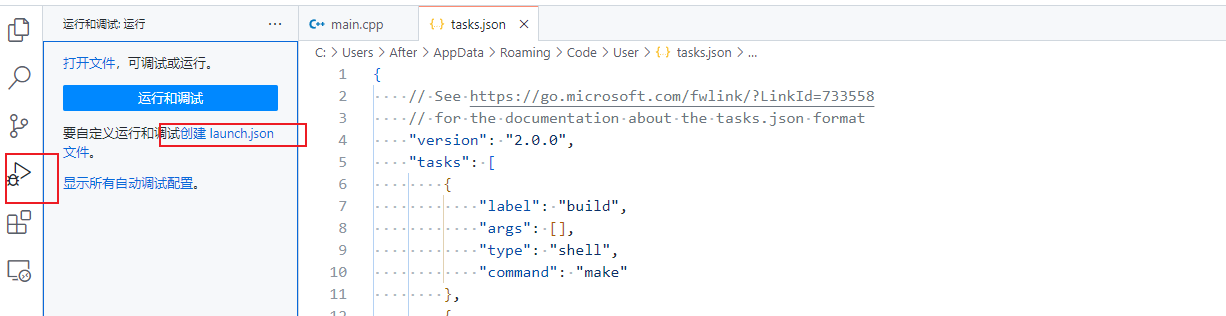 运行和调试: 运行 ···
打开文件，可调试或运行。
运行和调试
要自定义运行和调试创建 launch.json
文件。
显示所有自动调试配置。
main.cpp
tasks.json
C: > Users > After > AppData > Roaming > Code > User > tasks.json > ...
1 {
2 // See https://go.microsoft.com/fwlink/?LinkId=733558
3 // for the documentation about the tasks.json format
4 "version": "2.0.0",
5 "tasks": [
6 {
7 "label": "build",
8 "args": [],
9 "type": "shell",
10 "command": "make"
11 },
12 {